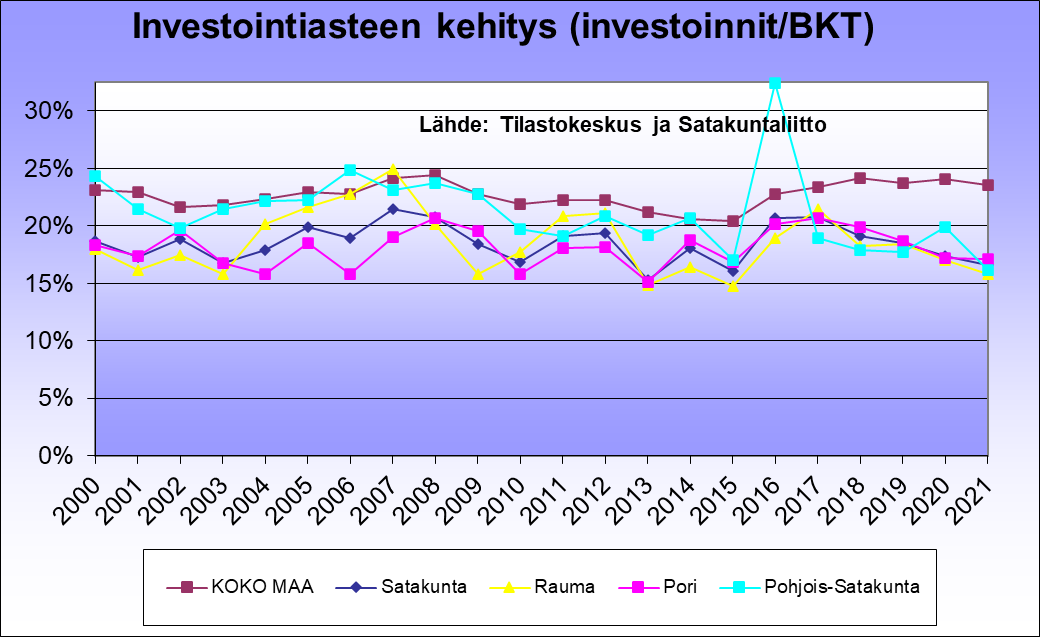 Investointiasteen kehitys (investoinnit/BKT)
30%
Lähde: Tilastokeskus ja Satakuntaliitto
25%
20%
15%
10%
5%
0%
2000 2001 2002 2003 2004 2005 2006 2007 2008 2009 2010 2011 2012 2013 2014 2015 2016 2017 2018 2019 2020 2021
KOKO MAA Satakunta Rauma Pori Pohjois-Satakunta